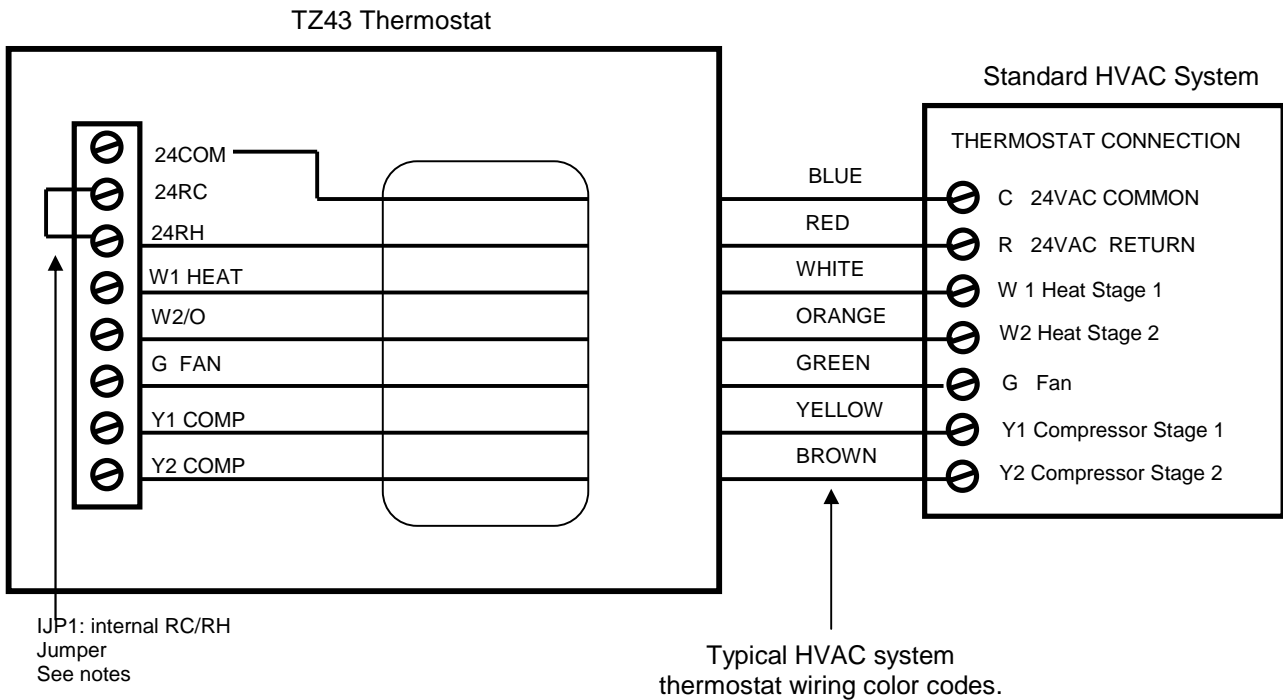 TZ43 Thermostat
Standard HVAC System
24COM
24RC
24RH
W1 HEAT
W2/O
G FAN
Y1 COMP
Y2 COMP
BLUE
RED
WHITE
ORANGE
GREEN
YELLOW
BROWN
THERMOSTAT CONNECTION
C 24VAC COMMON
R 24VAC RETURN
W 1 Heat Stage 1
W2 Heat Stage 2
G Fan
Y1 Compressor Stage 1
Y2 Compressor Stage 2
IJP1: internal RC/RH
Jumper
See notes
Typical HVAC system
thermostat wiring color codes.